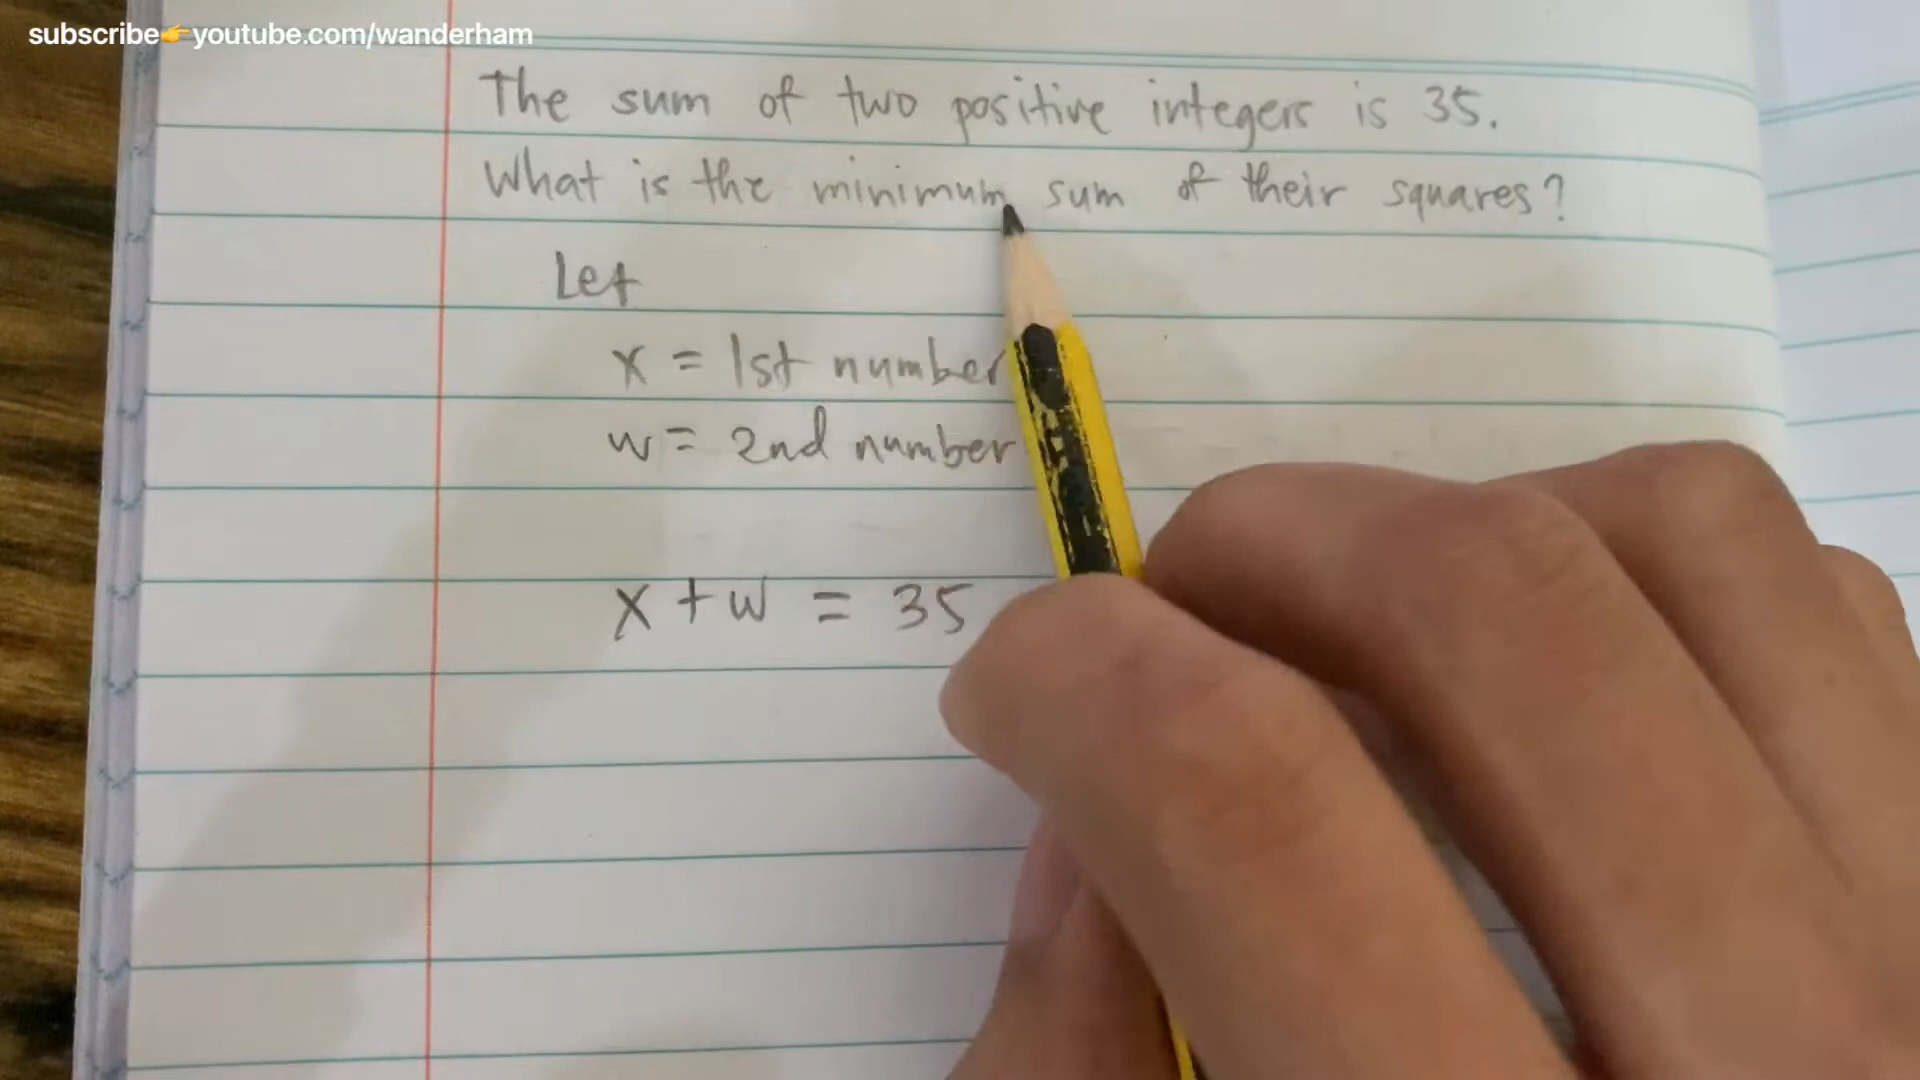 subscribe👉youtube.com/wanderham
The sum of two positive integers is 35.
What is the minimum sum of their squares?
Let
x = 1st number
w = 2nd number
x + w = 35